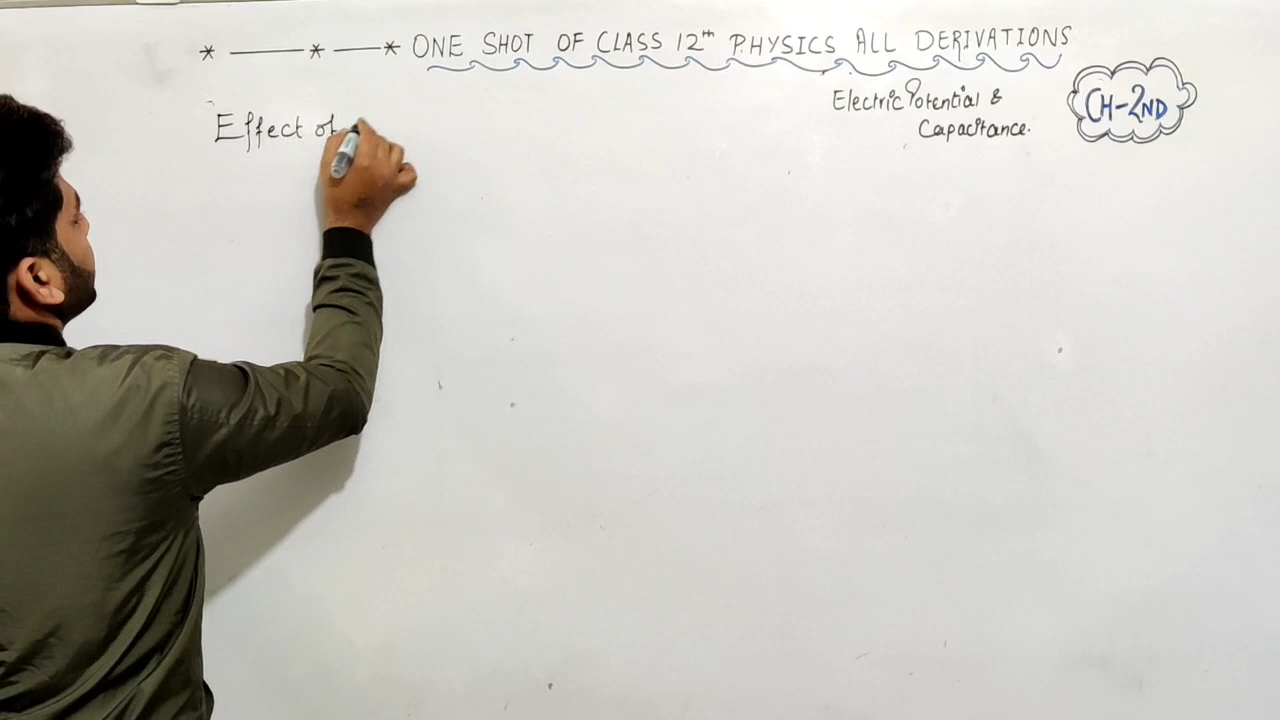 * —— * — * ONE SHOT OF CLASS 12th PHYSICS ALL DERIVATIONS
Electric Potential &
Capacitance.
CH-2ND
Effect of